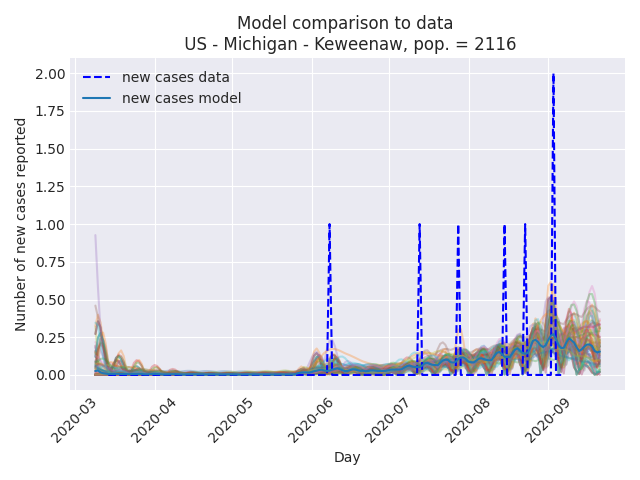 Model comparison to data
US - Michigan - Keweenaw, pop. = 2116
new cases data
new cases model
Number of new cases reported
2.00
1.75
1.50
1.25
1.00
0.75
0.50
0.25
0.00
2020-03
2020-04
2020-05
2020-06
2020-07
2020-08
2020-09
Day